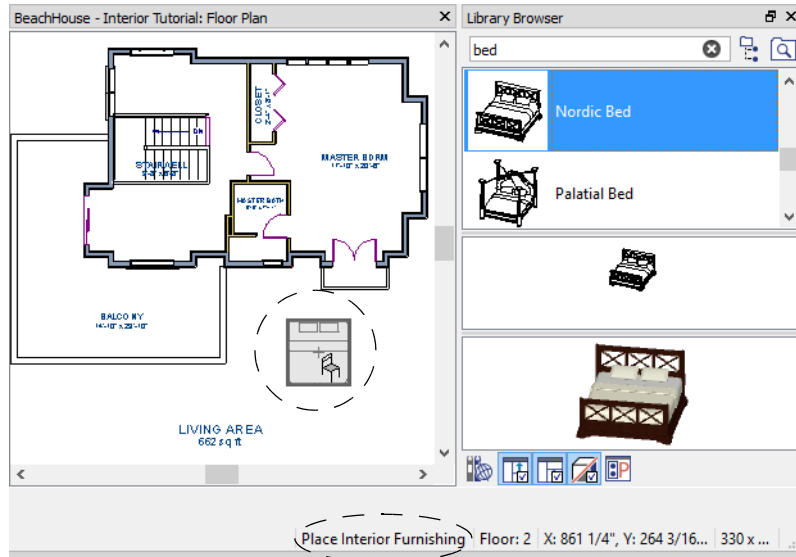 BeachHouse - Interior Tutorial: Floor Plan
Library Browser
bed
Nordic Bed
Palatial Bed
CLOSET
DN
STAIRWELL
MASTER BDRM
MASTER BATH
BALCONY
LIVING AREA
662 sq ft
P
Place Interior Furnishing
Floor: 2
X: 861 1/4", Y: 264 3/16...
330 x ...